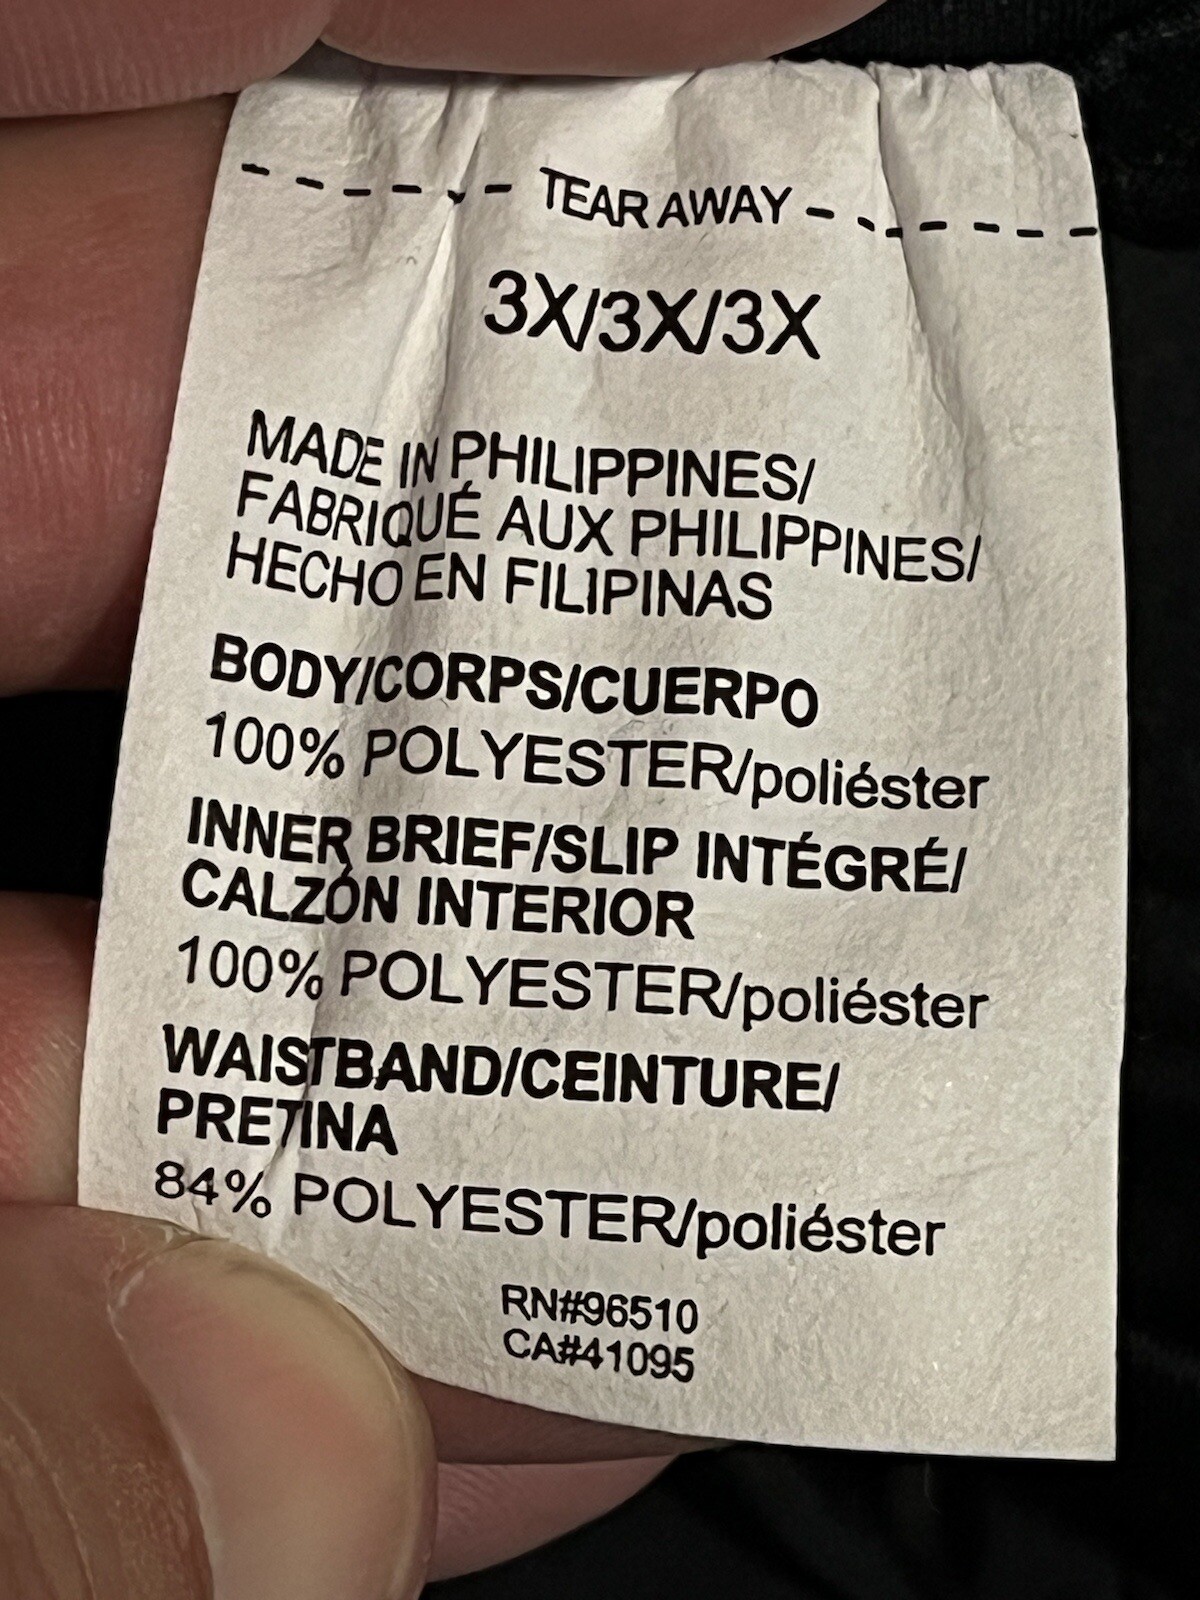 TEAR AWAY
3X/3X/3X
MADE IN PHILIPPINES/
FABRIQUÉ AUX PHILIPPINES/
HECHO EN FILIPINAS
BODY/CORPS/CUERPO
100% POLYESTER/poliéster
INNER BRIEF/SLIP INTÉGRÉ/
CALZÓN INTERIOR
100% POLYESTER/poliéster
WAISTBAND/CEINTURE/
PRETINA
84% POLYESTER/poliéster
RN#96510
CA#41095